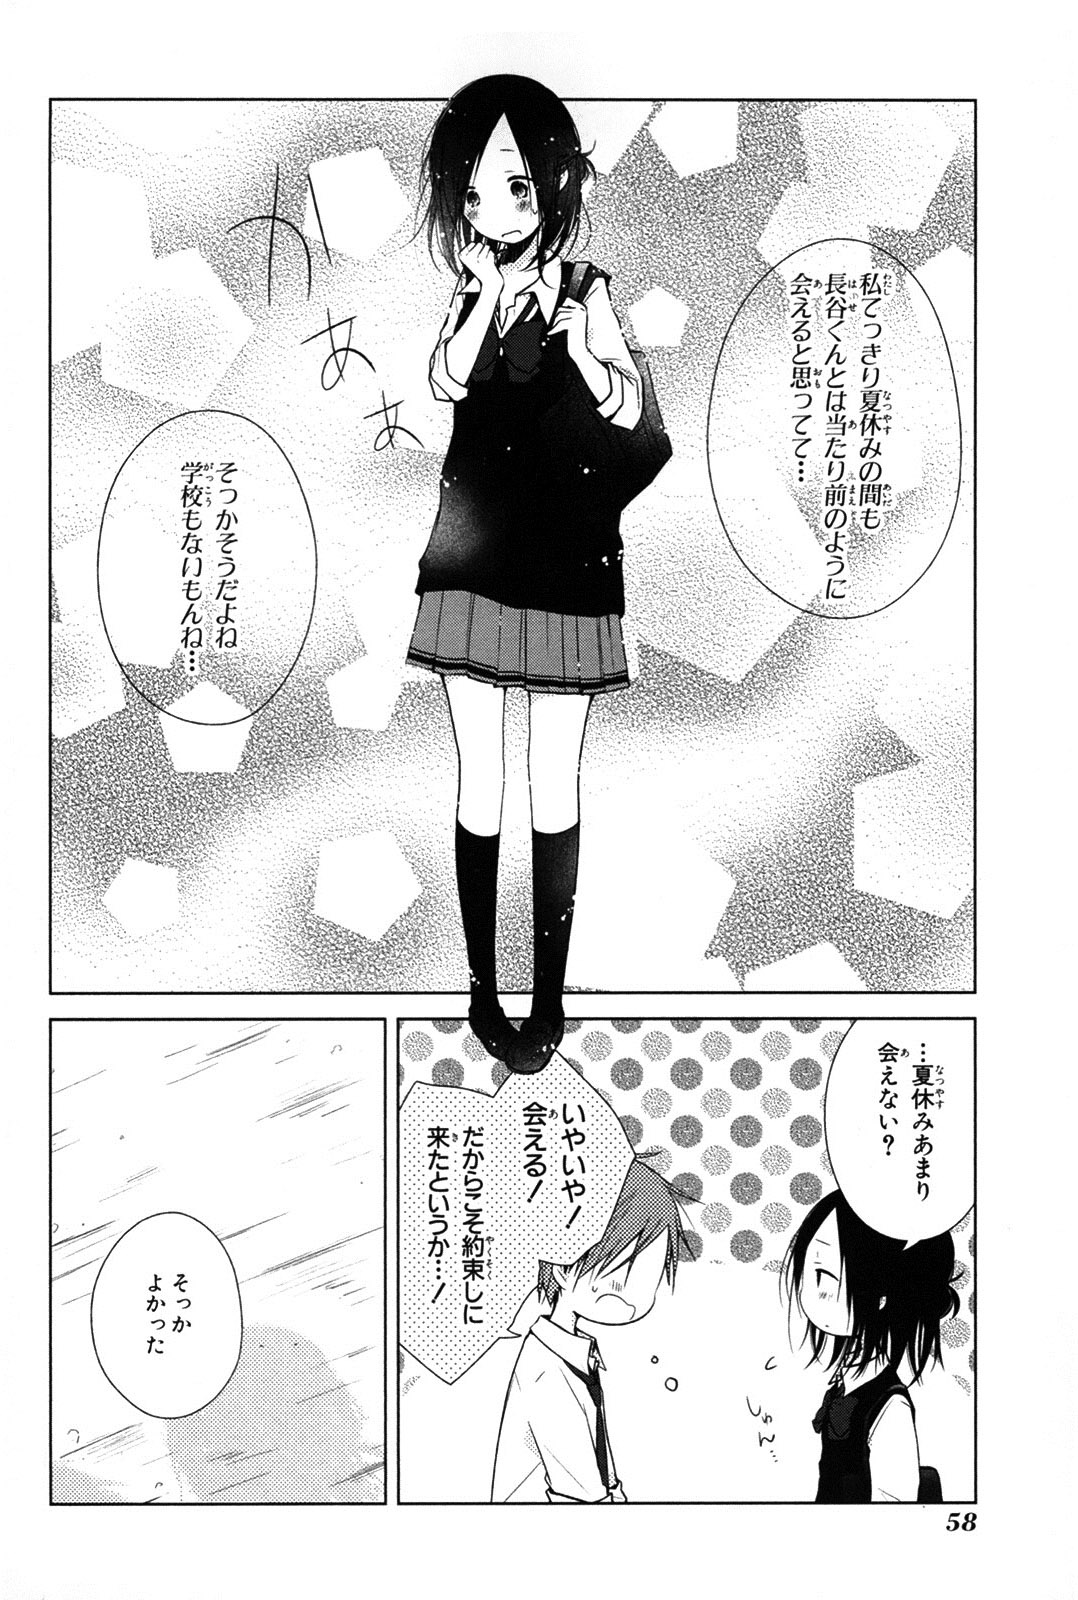 私てっきり夏休みの間も
長谷くんとは当たり前のように
会えると思ってて…
かあぁぁ
そっかそうだよね
学校もないもんね…
…夏休みあまり
会えない？
しゅん…
いやいや！
会える！
だからこそ約束しに
来たというか…！
そっか
よかった
58